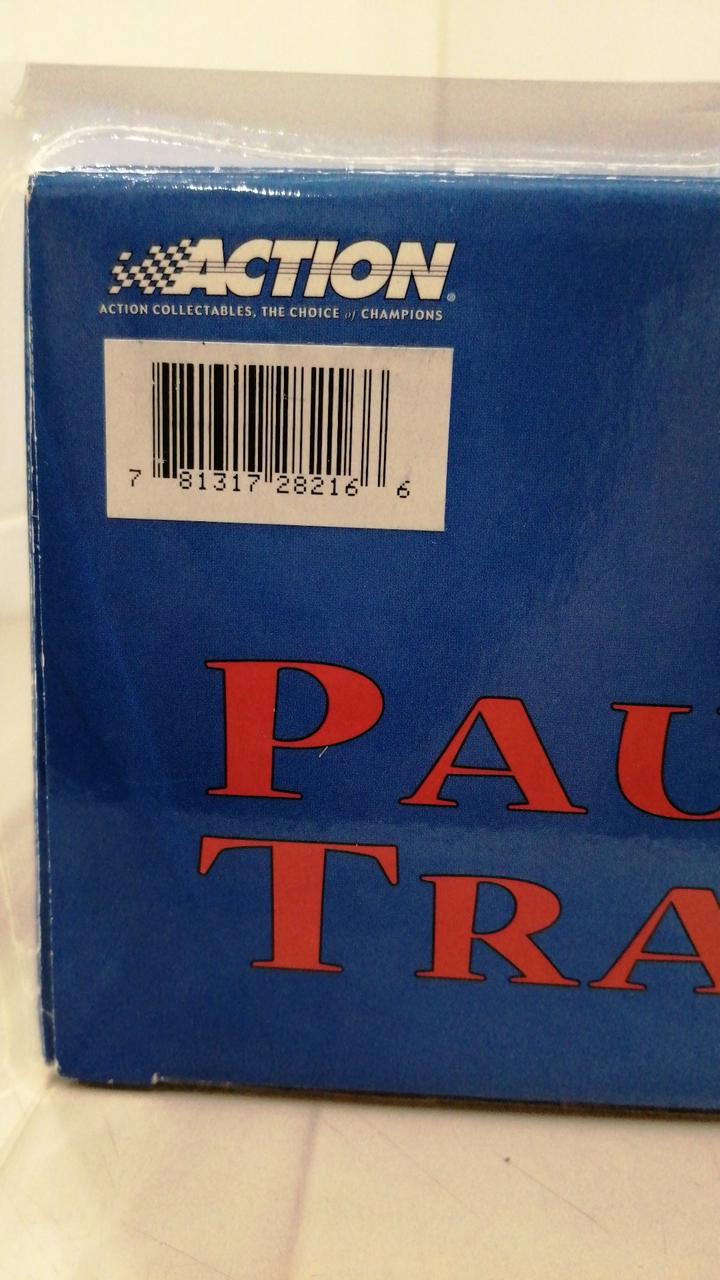 ACTION®
ACTION COLLECTABLES, THE CHOICE of CHAMPIONS
7 81317 28216 6
PAU
TRA